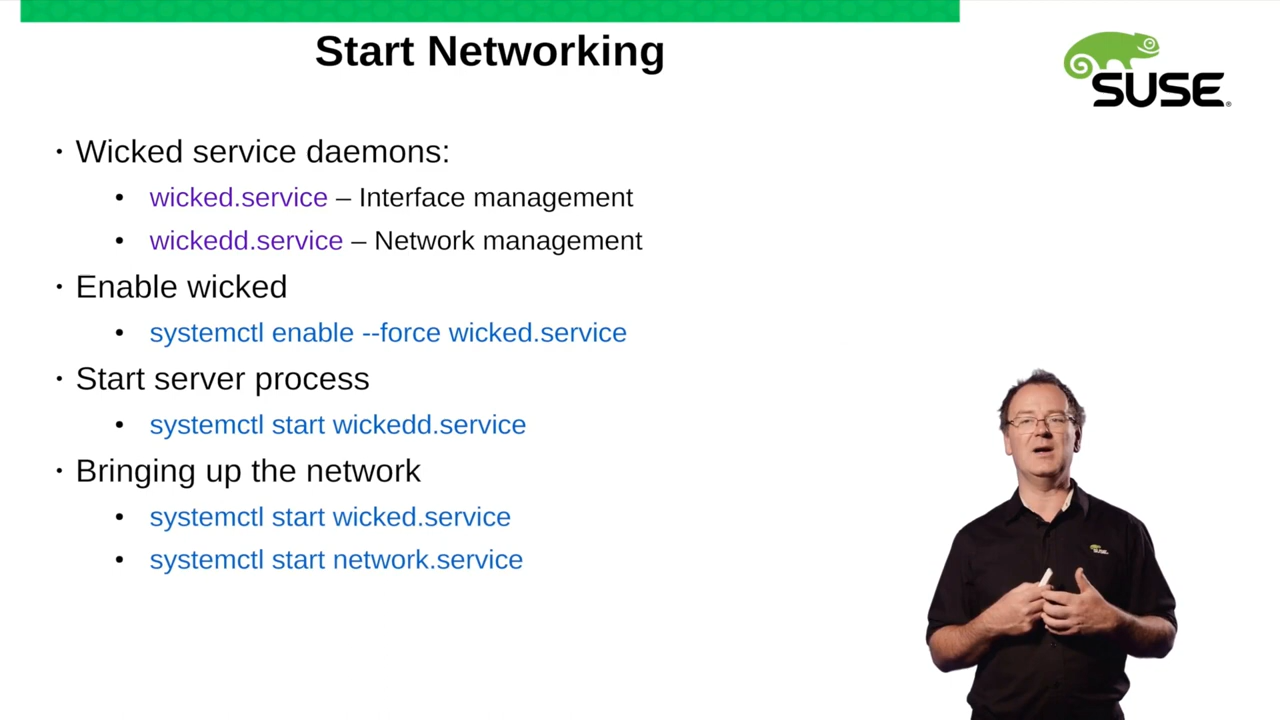 Start Networking
SUSE
• Wicked service daemons:
• wicked.service – Interface management
• wickedd.service – Network management
• Enable wicked
• systemctl enable --force wicked.service
• Start server process
• systemctl start wickedd.service
• Bringing up the network
• systemctl start wicked.service
• systemctl start network.service
SUSE